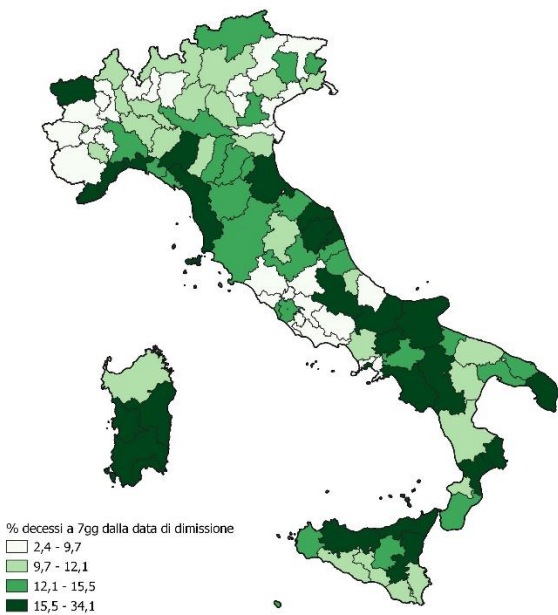 % decessi a 7gg dalla data di dimissione
2,4 - 9,7
9,7 - 12,1
12,1 - 15,5
15,5 - 34,1